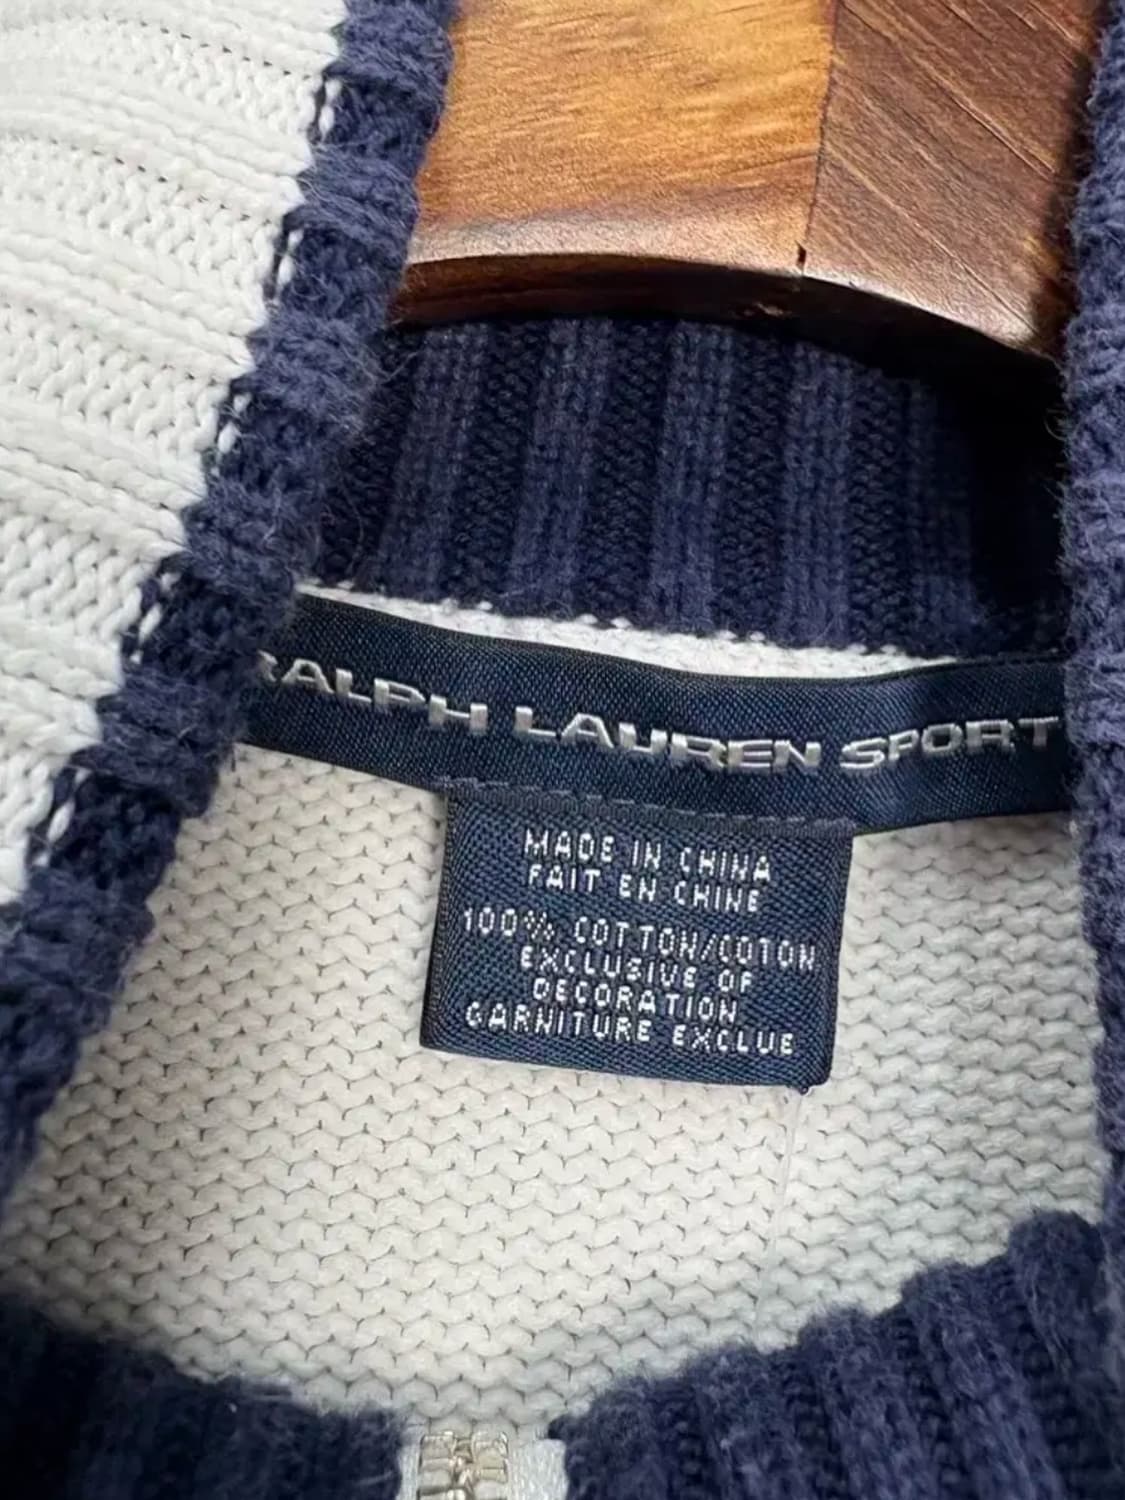 RALPH LAUREN SPORT
MADE IN CHINA
FAIT EN CHINE
100% COTTON/COTON
EXCLUSIVE OF
DECORATION
GARNITURE EXCLUE